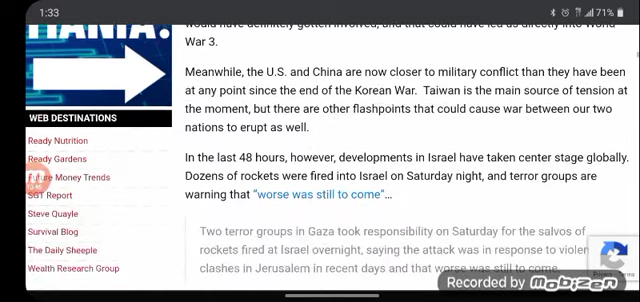 1:33
71%
MANIA!
would have definitely gotten involved, and that could have led us directly into World
War 3.
WEB DESTINATIONS
Ready Nutrition
Ready Gardens
Future Money Trends
SGT Report
Steve Quayle
Survival Blog
The Daily Sheeple
Wealth Research Group
Meanwhile, the U.S. and China are now closer to military conflict than they have been
at any point since the end of the Korean War. Taiwan is the main source of tension at
the moment, but there are other flashpoints that could cause war between our two
nations to erupt as well.
In the last 48 hours, however, developments in Israel have taken center stage globally.
Dozens of rockets were fired into Israel on Saturday night, and terror groups are
warning that “worse was still to come”…
Two terror groups in Gaza took responsibility on Saturday for the salvos of
rockets fired at Israel overnight, saying the attack was in response to violent
clashes in Jerusalem in recent days and that worse was still to come
Privacy - Terms
Recorded by Mobizen